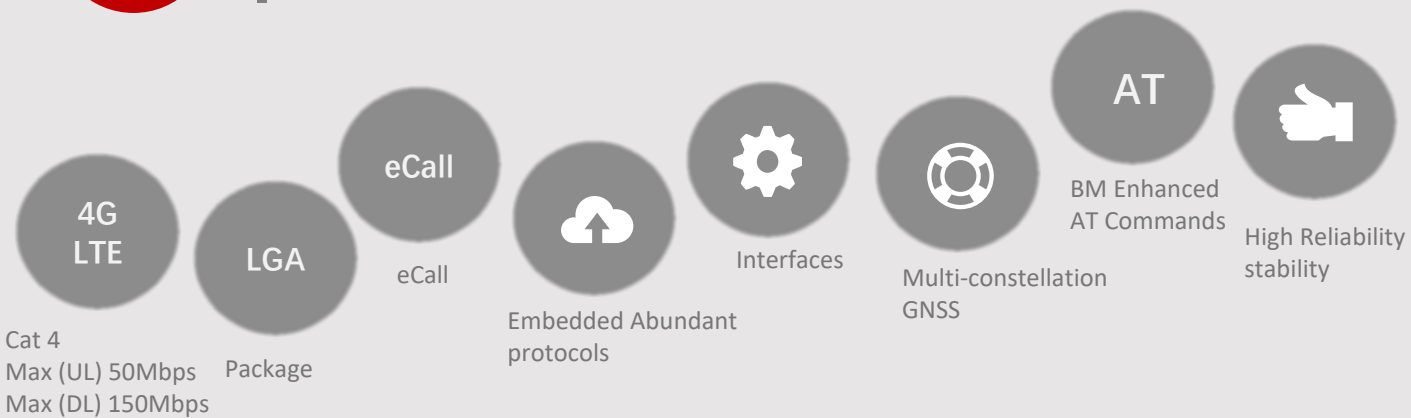 4G
LTE
Cat 4
Max (UL) 50Mbps
Max (DL) 150Mbps
LGA
Package
eCall
eCall
Embedded Abundant
protocols
Interfaces
Multi-constellation
GNSS
AT
BM Enhanced
AT Commands
High Reliability
stability